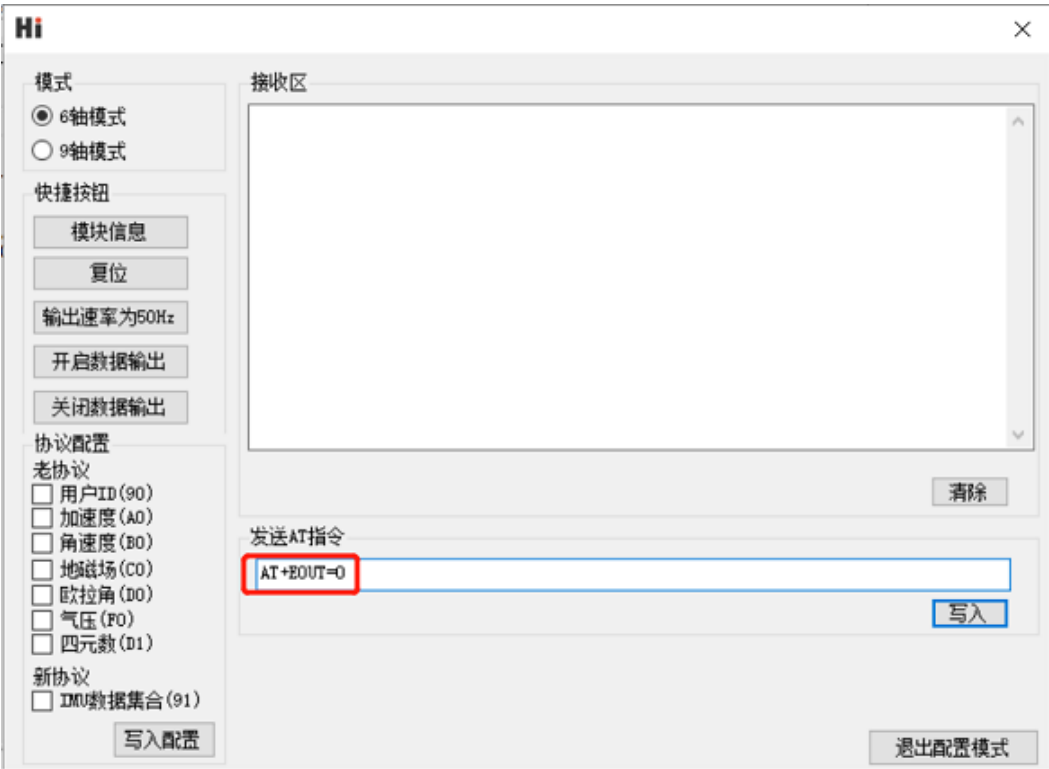 Hi
模式
6轴模式
9轴模式
快捷按钮
模块信息
复位
输出速率为50Hz
开启数据输出
关闭数据输出
协议配置
老协议
用户ID(90)
加速度(A0)
角速度(B0)
地磁场(C0)
欧拉角(D0)
气压(F0)
四元数(D1)
新协议
IMU数据集合(91)
写入配置
接收区
清除
发送AT指令
AT+EOUT=0
写入
退出配置模式